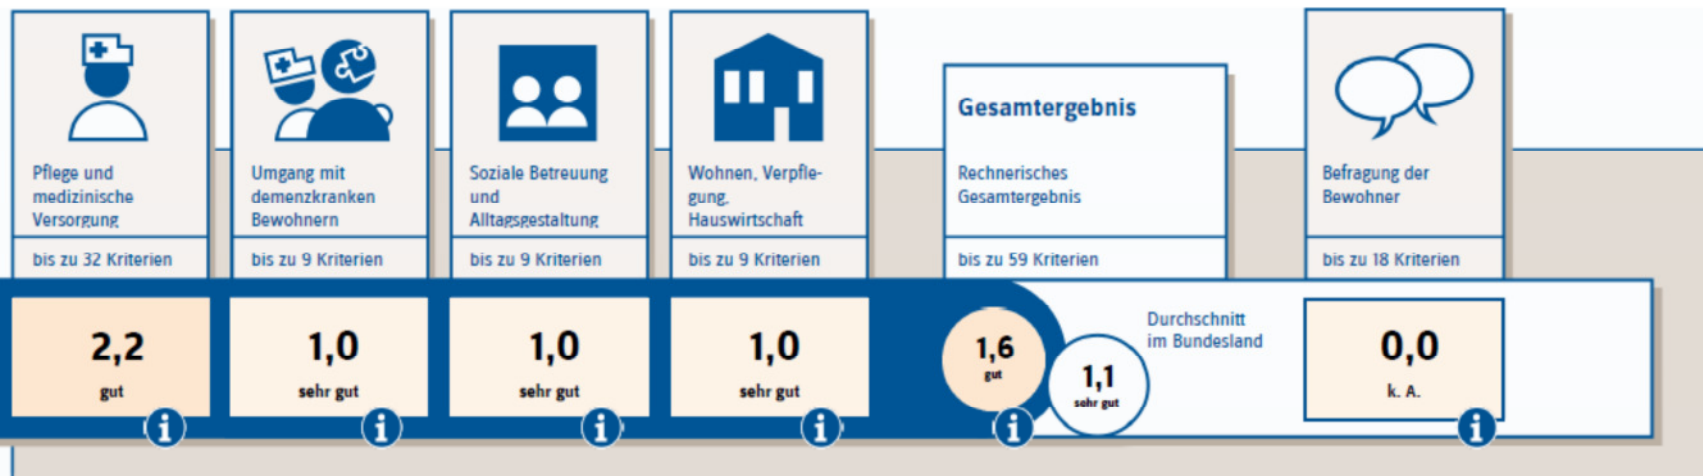 Pflege und
medizinische
Versorgung
bis zu 32 Kriterien
2,2
gut
Umgang mit
demenzkranken
Bewohnern
bis zu 9 Kriterien
1,0
sehr gut
Soziale Betreuung
und
Alltagsgestaltung
bis zu 9 Kriterien
1,0
sehr gut
Wohnen, Verpfle-
gung,
Hauswirtschaft
bis zu 9 Kriterien
1,0
sehr gut
Gesamtergebnis
Rechnerisches
Gesamtergebnis
bis zu 59 Kriterien
1,6
gut
1,1
sehr gut
Durchschnitt
im Bundesland
Befragung der
Bewohner
bis zu 18 Kriterien
0,0
k. A.